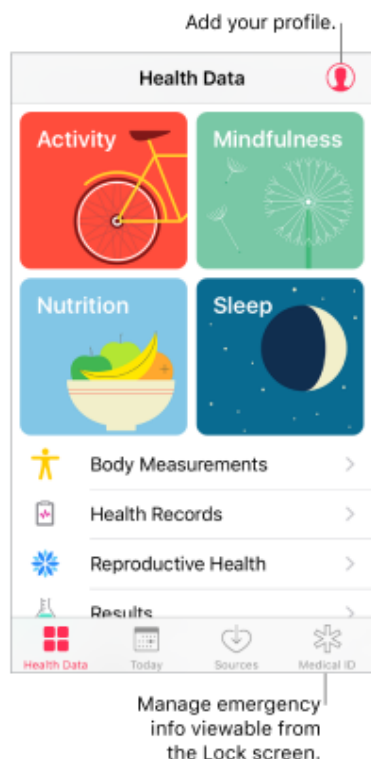 Add your profile.
Health Data
Activity
Mindfulness
Nutrition
Sleep
Body Measurements
Health Records
Reproductive Health
Results
Health Data
Today
Sources
Medical ID
Manage emergency
info viewable from
the Lock screen.